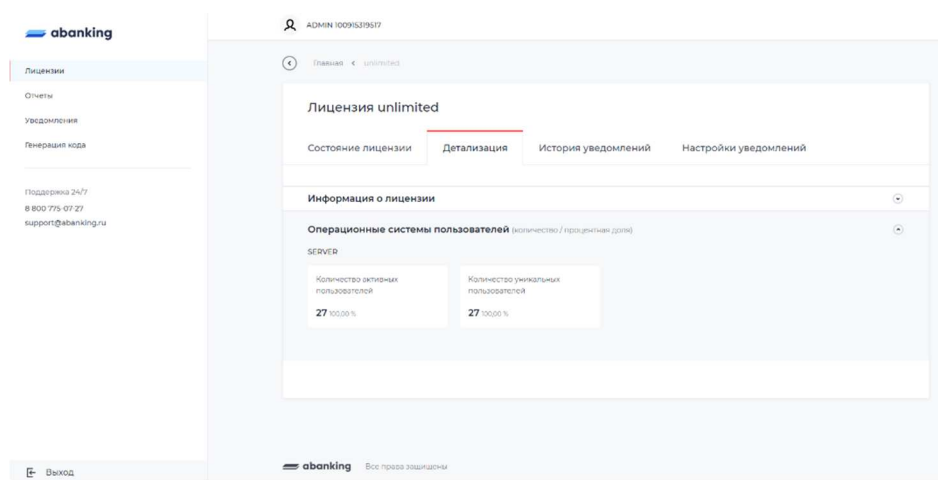 abanking
ADMIN 100915319517
Главная < unlimited
Лицензии
Отчеты
Уведомления
Генерация кода
Поддержка 24/7
8 800 775-07-27
support@abanking.ru
Выход
Лицензия unlimited
Состояние лицензии Детализация История уведомлений Настройки уведомлений
Информация о лицензии
Операционные системы пользователей (количество / процентная доля)
SERVER
Количество активных
пользователей
27 100,00 %
Количество уникальных
пользователей
27 100,00 %
abanking Все права защищены